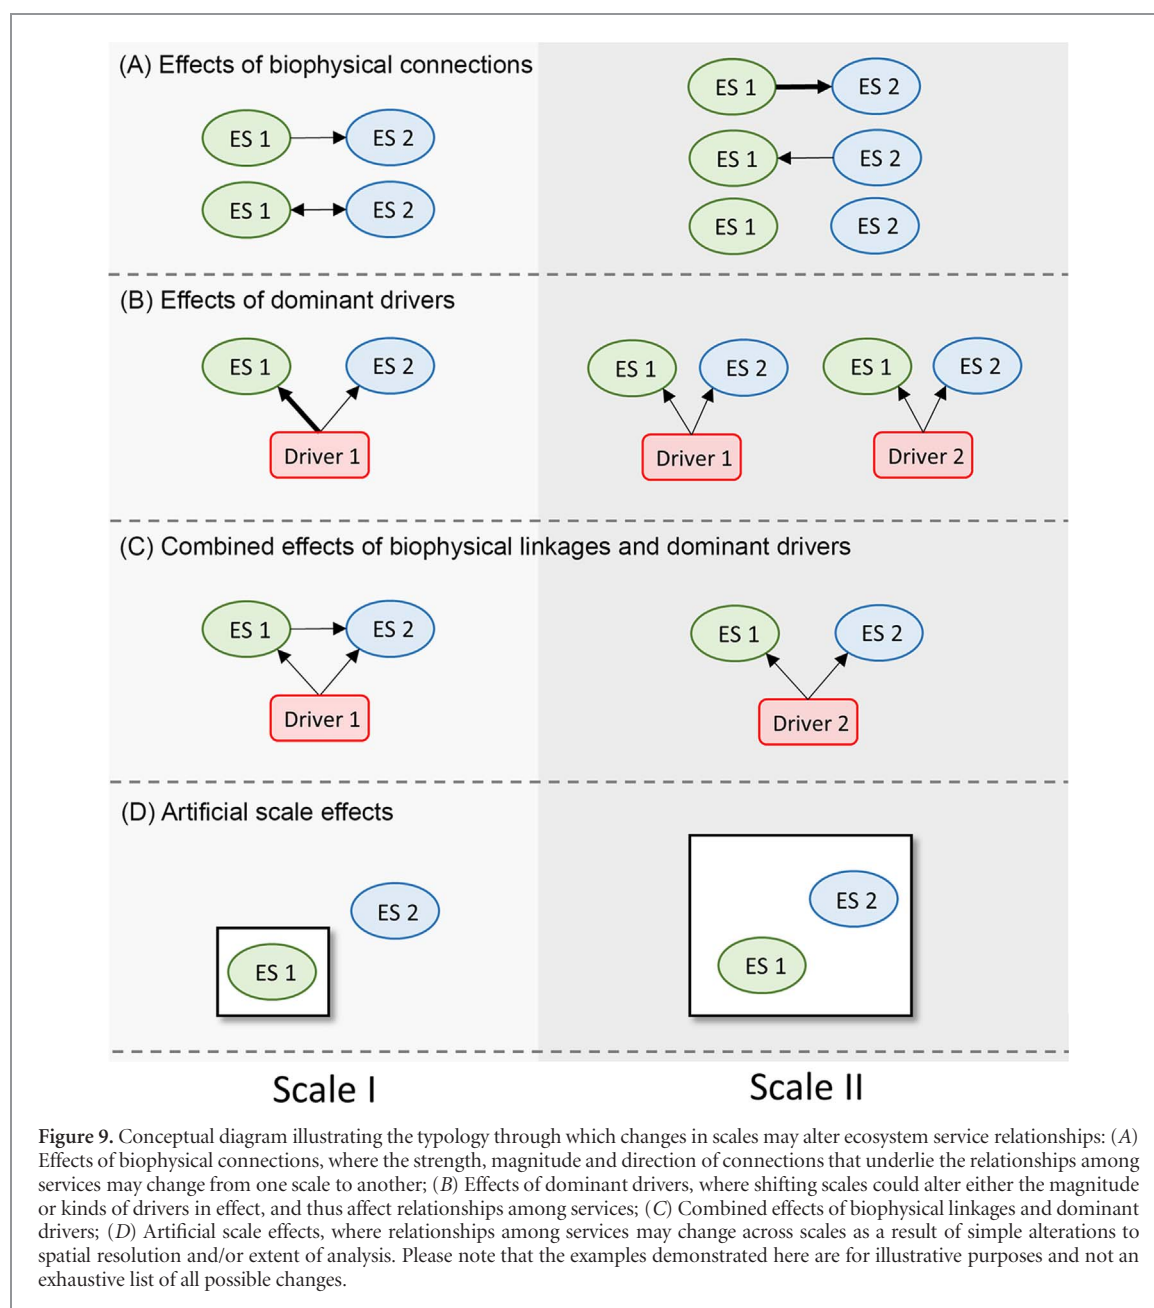 (A) Effects of biophysical connections
ES 1 ES 2
ES 1 ES 2
ES 1 ES 2
ES 1 ES 2
ES 1 ES 2
(B) Effects of dominant drivers
ES 1 ES 2 ES 1 ES 2 ES 1 ES 2
Driver 1 Driver 1 Driver 2
(C) Combined effects of biophysical linkages and dominant drivers
ES 1 ES 2 ES 1 ES 2
Driver 1 Driver 2
(D) Artificial scale effects
ES 2
ES 1
ES 2
ES 1
Scale I Scale II
Figure 9. Conceptual diagram illustrating the typology through which changes in scales may alter ecosystem service relationships: (A)
Effects of biophysical connections, where the strength, magnitude and direction of connections that underlie the relationships among
services may change from one scale to another; (B) Effects of dominant drivers, where shifting scales could alter either the magnitude
or kinds of drivers in effect, and thus affect relationships among services; (C) Combined effects of biophysical linkages and dominant
drivers; (D) Artificial scale effects, where relationships among services may change across scales as a result of simple alterations to
spatial resolution and/or extent of analysis. Please note that the examples demonstrated here are for illustrative purposes and not an
exhaustive list of all possible changes.